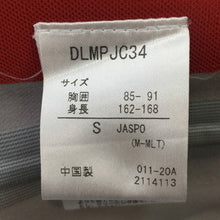 DLMPJC34
サイズ
胸囲 85- 91
身長 162-168
S JASPO
(M-MLT)
中国製 011-20A
2114113